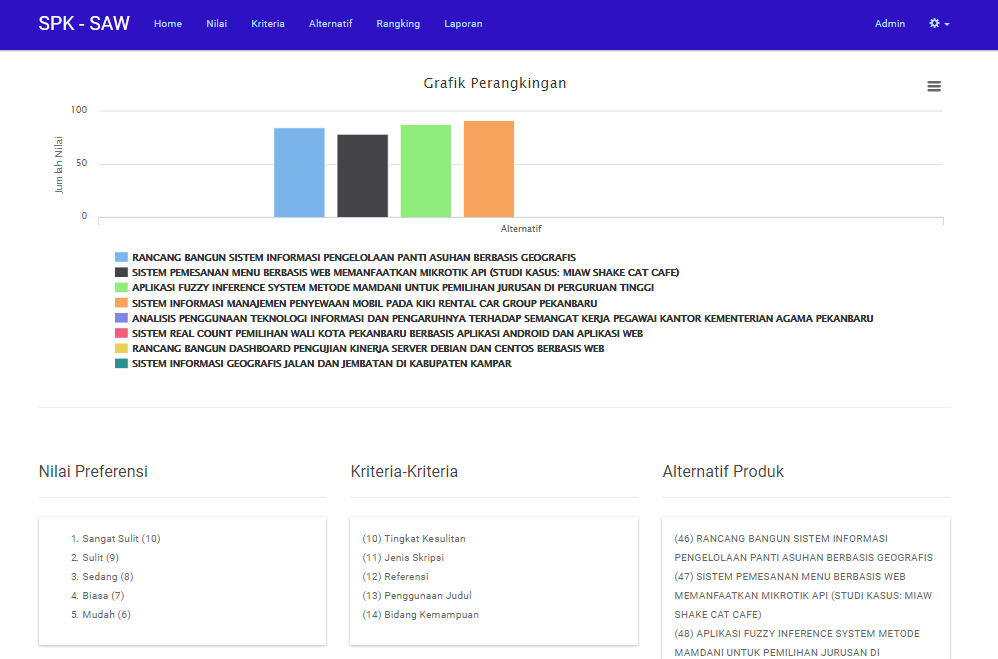 SPK - SAW Home Nilai Kriteria Alternatif Rangking Laporan Admin
Grafik Perangkingan
100
50
0
Jumlah Nilai
Alternatif
RANCANG BANGUN SISTEM INFORMASI PENGELOLAAN PANTI ASUHAN BERBASIS GEOGRAFIS
SISTEM PEMESANAN MENU BERBASIS WEB MEMANFAATKAN MIKROTIK API (STUDI KASUS: MIAW SHAKE CAT CAFE)
APLIKASI FUZZY INFERENCE SYSTEM METODE MAMDANI UNTUK PEMILIHAN JURUSAN DI PERGURUAN TINGGI
SISTEM INFORMASI MANAJEMEN PENYEWAAN MOBIL PADA KIKI RENTAL CAR GROUP PEKANBARU
ANALISIS PENGGUNAAN TEKNOLOGI INFORMASI DAN PENGARUHNYA TERHADAP SEMANGAT KERJA PEGAWAI KANTOR KEMENTERIAN AGAMA PEKANBARU
SISTEM REAL COUNT PEMILIHAN WALI KOTA PEKANBARU BERBASIS APLIKASI ANDROID DAN APLIKASI WEB
RANCANG BANGUN DASHBOARD PENGUJIAN KINERJA SERVER DEBIAN DAN CENTOS BERBASIS WEB
SISTEM INFORMASI GEOGRAFIS JALAN DAN JEMBATAN DI KABUPATEN KAMPAR
Nilai Preferensi
1. Sangat Sulit (10)
2. Sulit (9)
3. Sedang (8)
4. Biasa (7)
5. Mudah (6)
Kriteria-Kriteria
(10) Tingkat Kesulitan
(11) Jenis Skripsi
(12) Referensi
(13) Penggunaan Judul
(14) Bidang Kemampuan
Alternatif Produk
(46) RANCANG BANGUN SISTEM INFORMASI
PENGELOLAAN PANTI ASUHAN BERBASIS GEOGRAFIS
(47) SISTEM PEMESANAN MENU BERBASIS WEB
MEMANFAATKAN MIKROTIK API (STUDI KASUS: MIAW
SHAKE CAT CAFE)
(48) APLIKASI FUZZY INFERENCE SYSTEM METODE
MAMDANI UNTUK PEMILIHAN JURUSAN DI